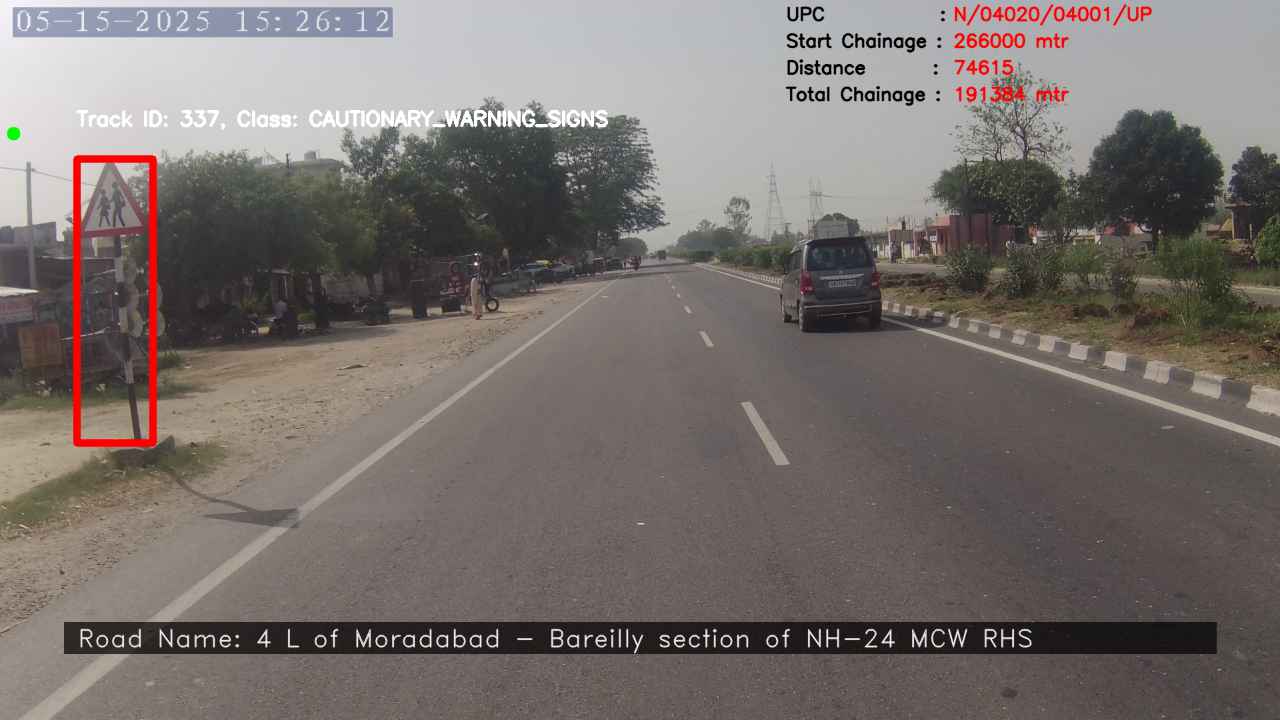 05-15-2025 15:26:12
UPC : N/04020/04001/UP
Start Chainage : 266000 mtr
Distance : 74615
Total Chainage : 191384 mtr
Track ID: 337, Class: CAUTIONARY_WARNING_SIGNS
Road Name: 4 L of Moradabad - Bareilly section of NH-24 MCW RHS